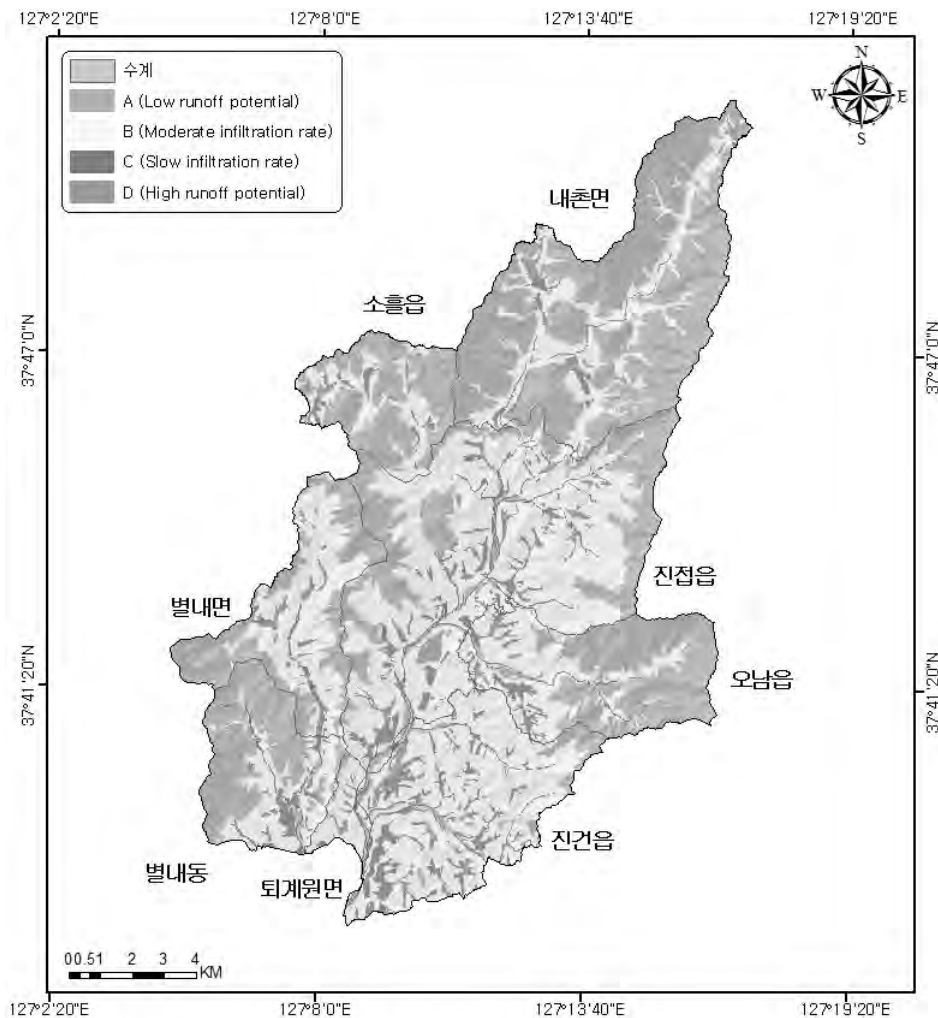 127°2'20"E 127°8'0"E 127°13'40"E 127°19'20"E
수계
A (Low runoff potential)
B (Moderate infiltration rate)
C (Slow infiltration rate)
D (High runoff potential)
N
W E
S
내촌면
소흘읍
37°47'0"N 37°47'0"N
진접읍
별내면
오남읍
37°41'20"N 37°41'20"N
진건읍
별내동
퇴계원면
00.51 2 3 4
KM
127°2'20"E 127°8'0"E 127°13'40"E 127°19'20"E